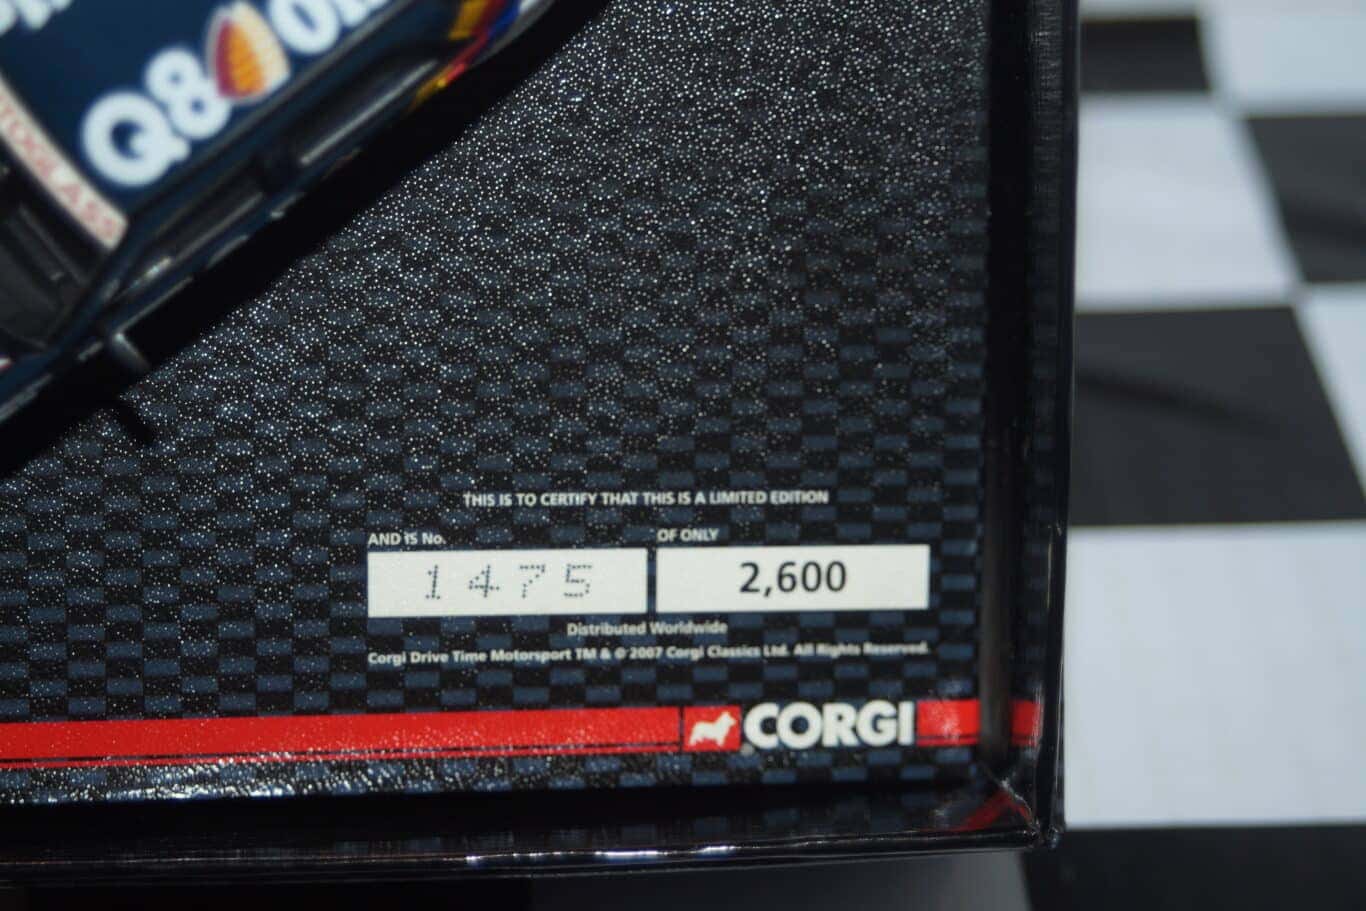 Q8
AUTOGLASS
THIS IS TO CERTIFY THAT THIS IS A LIMITED EDITION
AND IS No.
OF ONLY
1475
2,600
Distributed Worldwide
Corgi Drive Time Motorsport TM & © 2007 Corgi Classics Ltd. All Rights Reserved.
CORGI